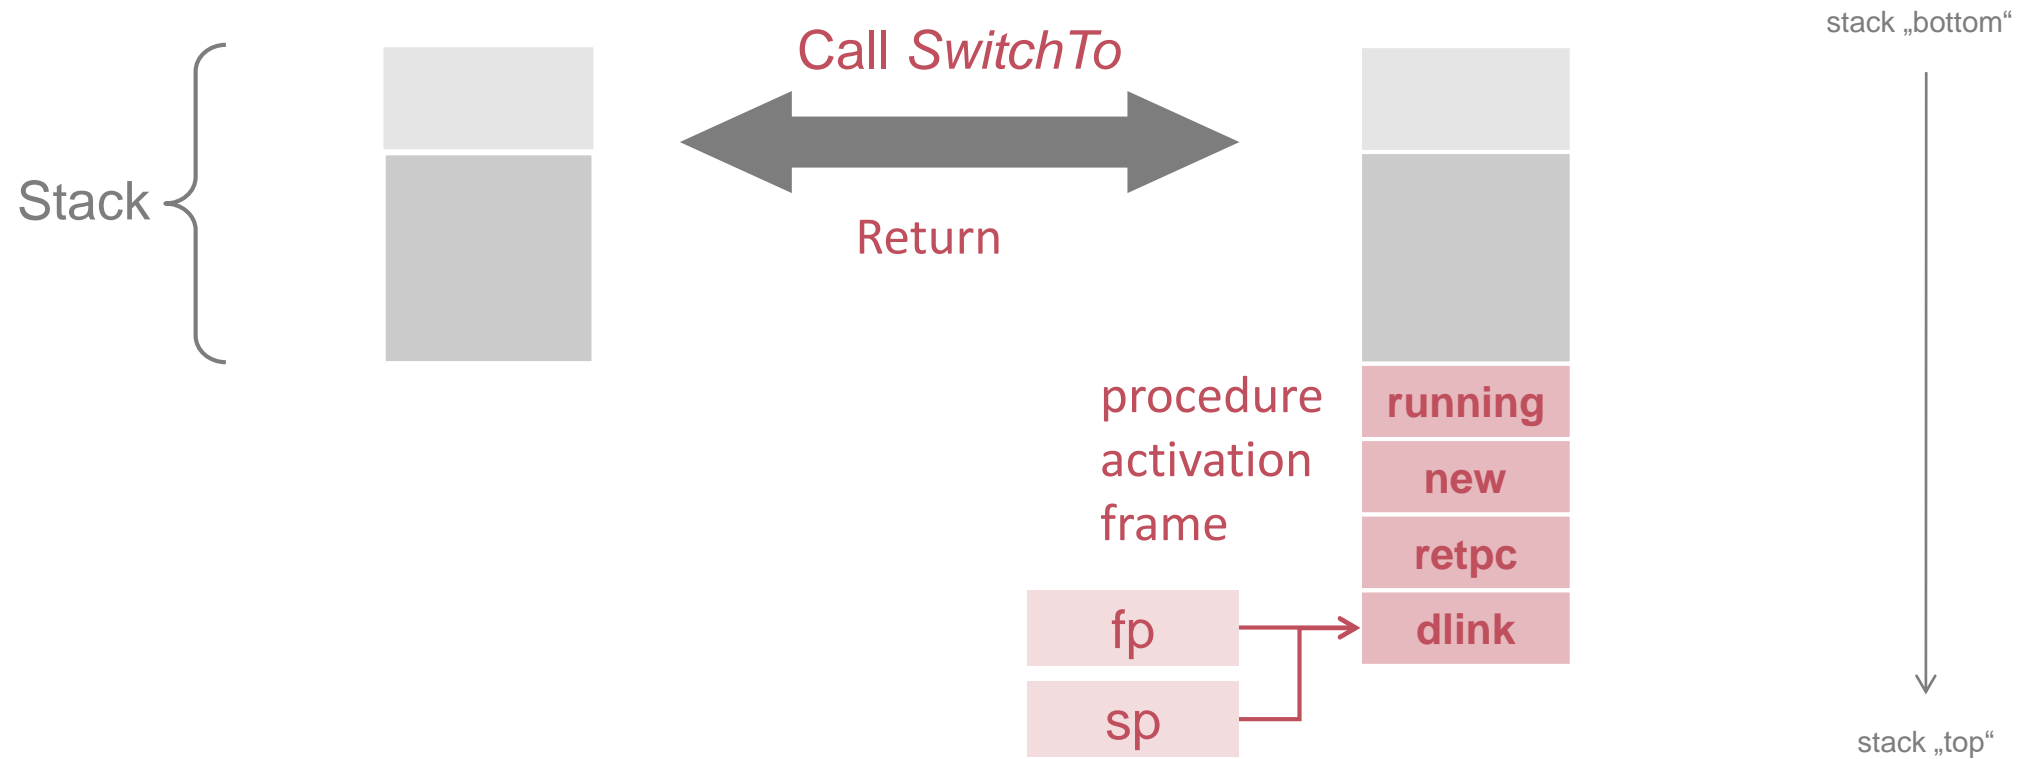 stack „bottom“
Call SwitchTo
Stack
Return
procedure
activation
frame
running
new
retpc
dlink
fp
sp
stack „top“